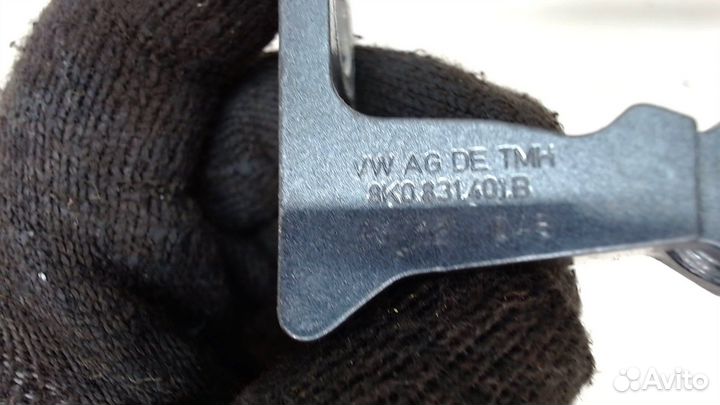 VW AG DE TMH
8K0.831.401.B
Avito